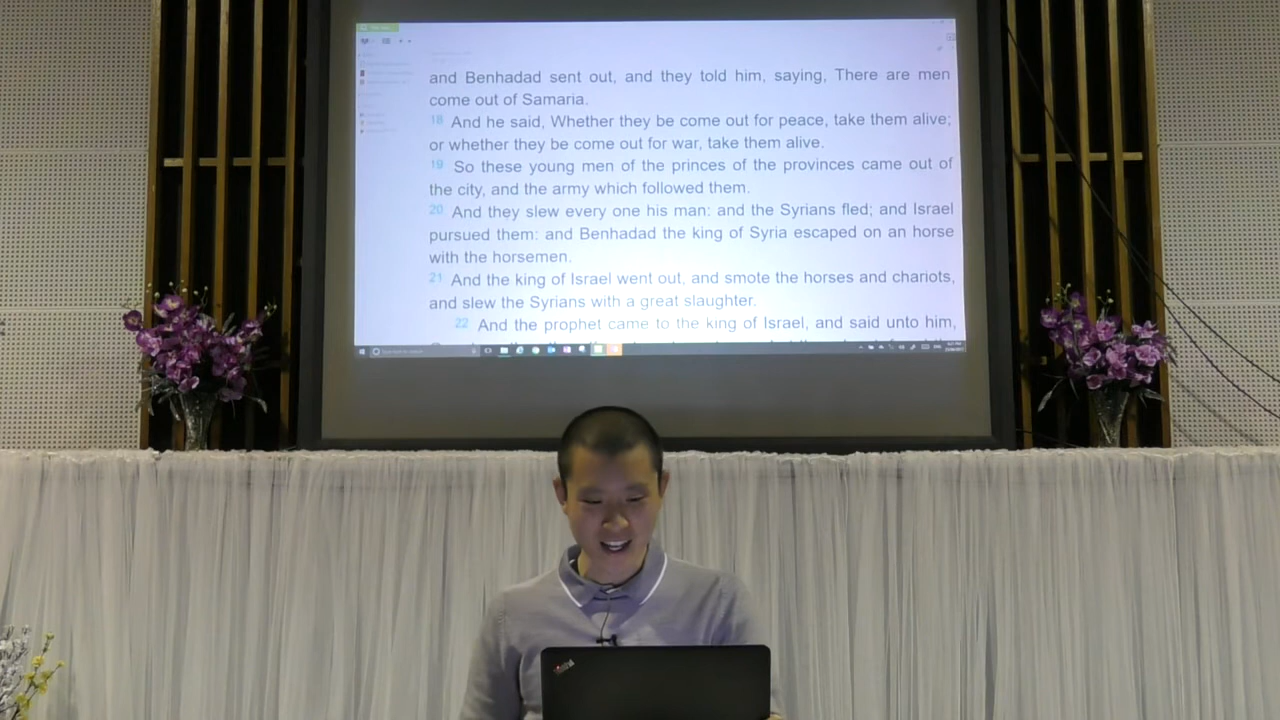 and Benhadad sent out, and they told him, saying, There are men
come out of Samaria.
18 And he said, Whether they be come out for peace, take them alive;
or whether they be come out for war, take them alive.
19 So these young men of the princes of the provinces came out of
the city, and the army which followed them.
20 And they slew every one his man: and the Syrians fled; and Israel
pursued them: and Benhadad the king of Syria escaped on an horse
with the horsemen.
21 And the king of Israel went out, and smote the horses and chariots,
and slew the Syrians with a great slaughter.
22 And the prophet came to the king of Israel, and said unto him,